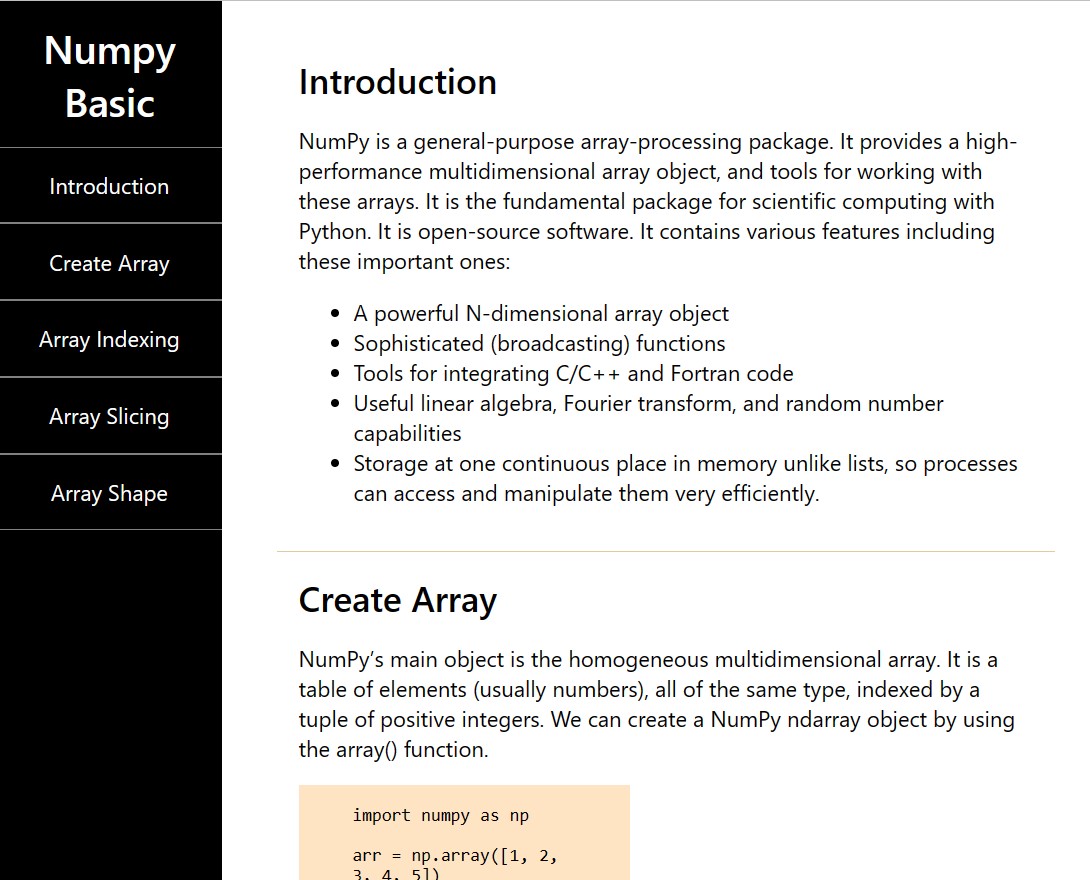 Numpy
Basic
Introduction
Create Array
Array Indexing
Array Slicing
Array Shape
Introduction
NumPy is a general-purpose array-processing package. It provides a high-
performance multidimensional array object, and tools for working with
these arrays. It is the fundamental package for scientific computing with
Python. It is open-source software. It contains various features including
these important ones:
• A powerful N-dimensional array object
• Sophisticated (broadcasting) functions
• Tools for integrating C/C++ and Fortran code
• Useful linear algebra, Fourier transform, and random number
capabilities
• Storage at one continuous place in memory unlike lists, so processes
can access and manipulate them very efficiently.
Create Array
NumPy’s main object is the homogeneous multidimensional array. It is a
table of elements (usually numbers), all of the same type, indexed by a
tuple of positive integers. We can create a NumPy ndarray object by using
the array() function.
import numpy as np
arr = np.array([1, 2,
3, 4, 5])